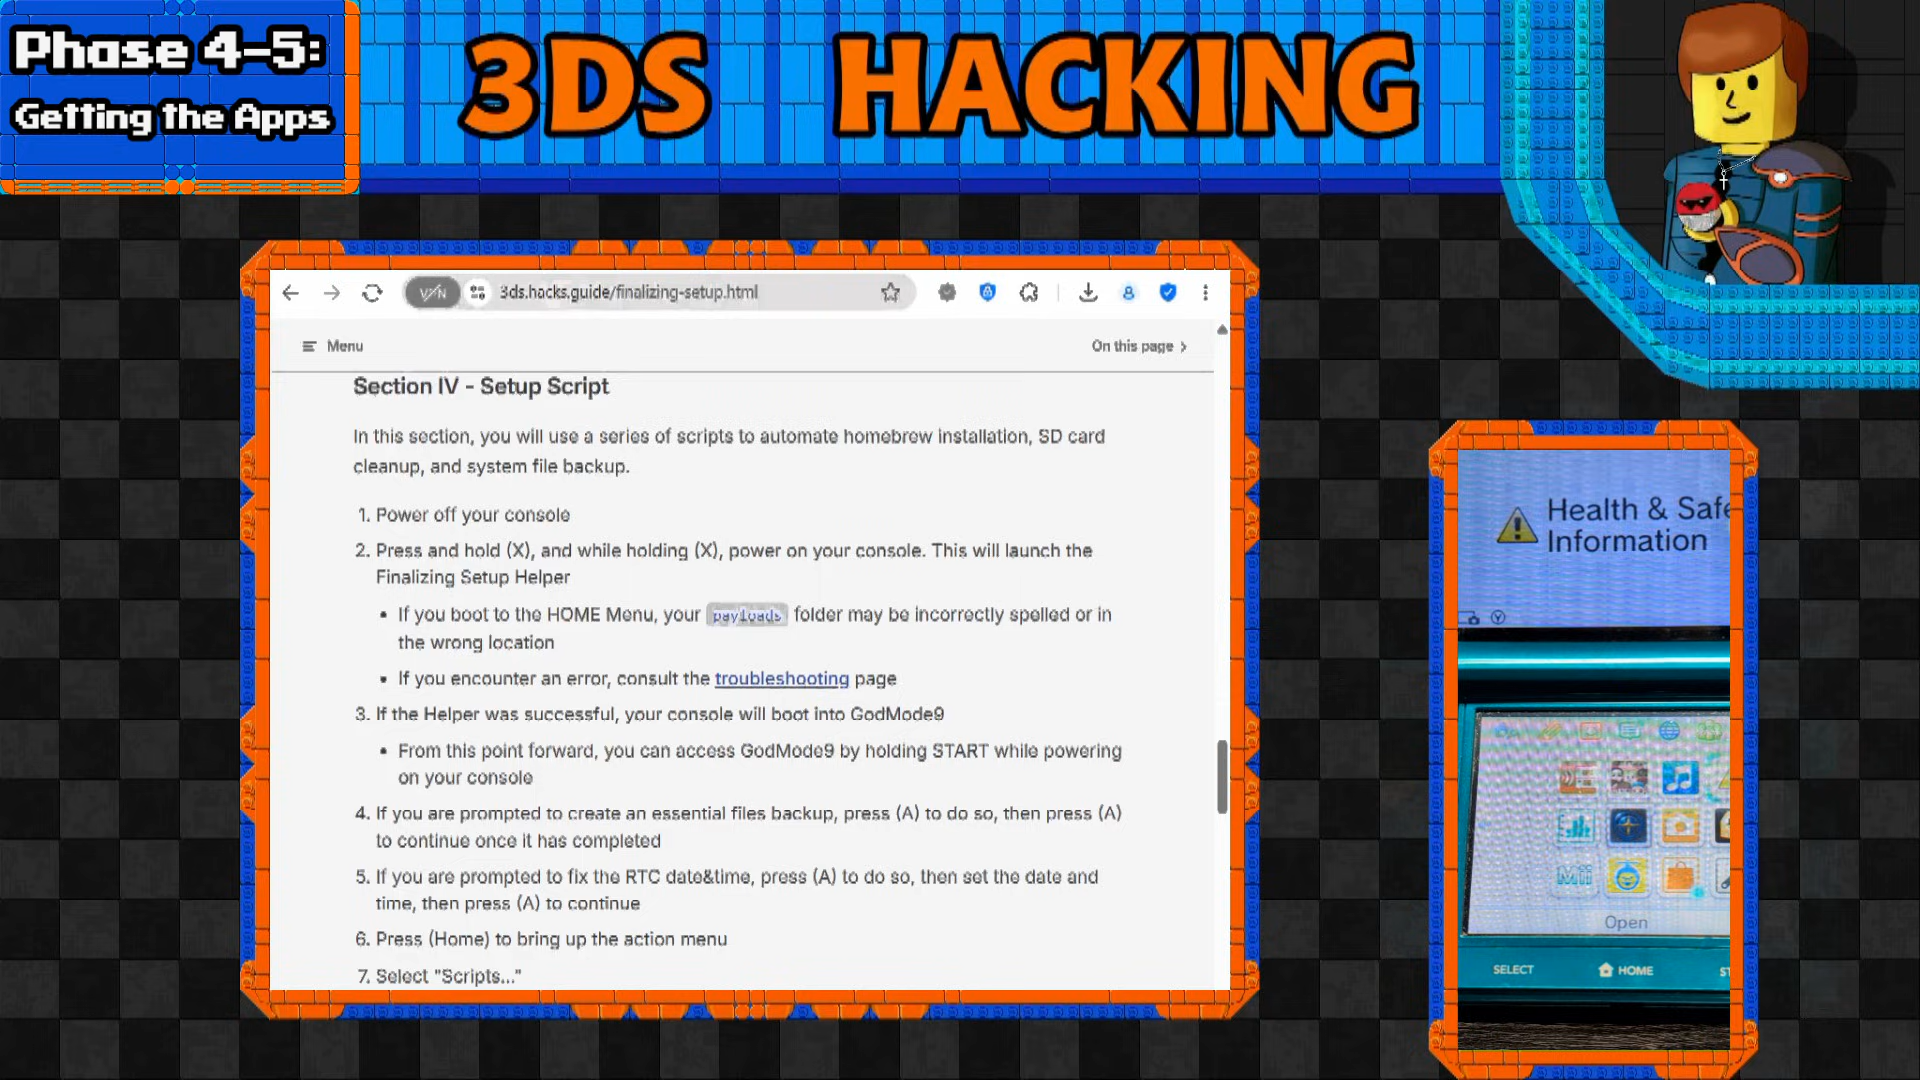 Phase 4-5:
Getting the Apps
3DS HACKING
VPN
3ds.hacks.guide/finalizing-setup.html
Menu
On this page
Section IV - Setup Script
In this section, you will use a series of scripts to automate homebrew installation, SD card
cleanup, and system file backup.
1. Power off your console
2. Press and hold (X), and while holding (X), power on your console. This will launch the
Finalizing Setup Helper
• If you boot to the HOME Menu, your payloads folder may be incorrectly spelled or in
the wrong location
• If you encounter an error, consult the troubleshooting page
3. If the Helper was successful, your console will boot into GodMode9
• From this point forward, you can access GodMode9 by holding START while powering
on your console
4. If you are prompted to create an essential files backup, press (A) to do so, then press (A)
to continue once it has completed
5. If you are prompted to fix the RTC date&time, press (A) to do so, then set the date and
time, then press (A) to continue
6. Press (Home) to bring up the action menu
7. Select "Scripts..."
Health & Safe
Information
Y
Mii
Open
SELECT
HOME
ST